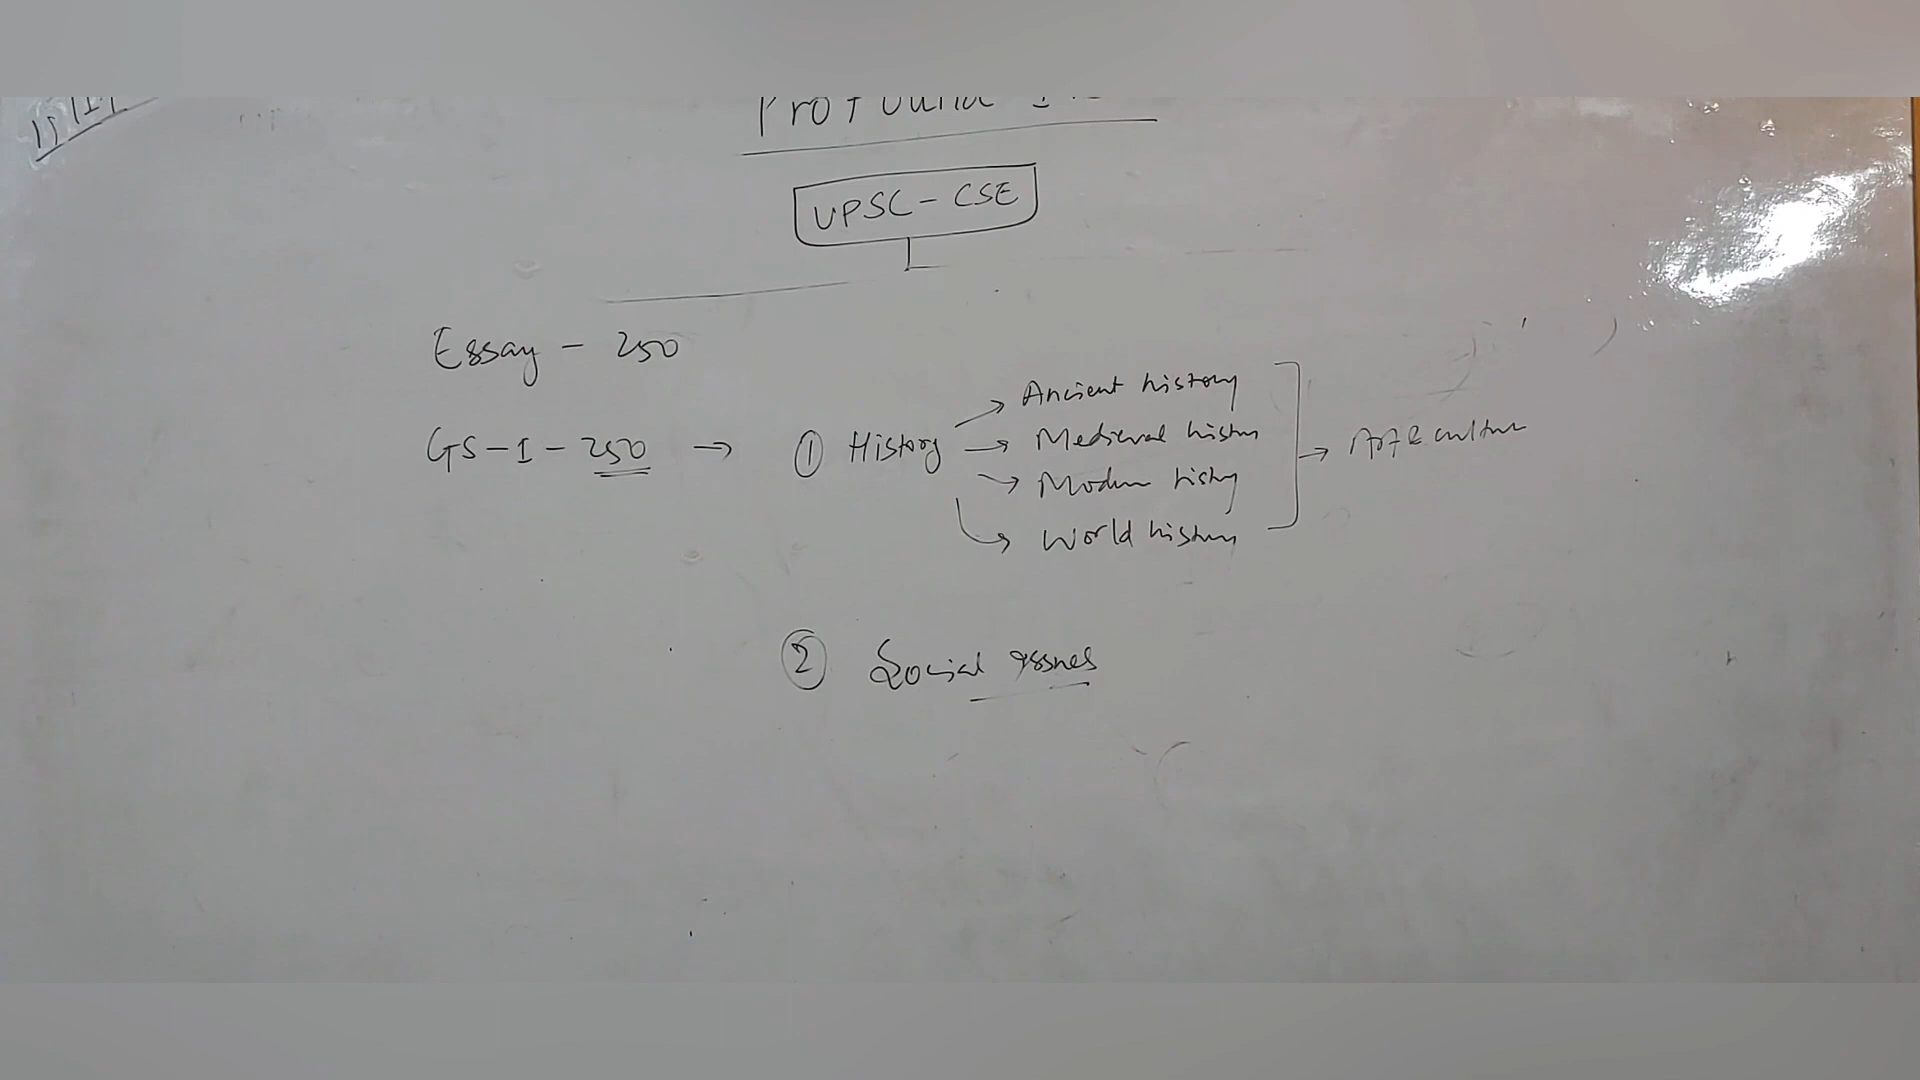 UPSC - CSE
Essay - 250
GS - I - 250 → ① History
→ Ancient history
→ Medieval history
→ Modern history
→ World history
→ Art & culture
② Social issues